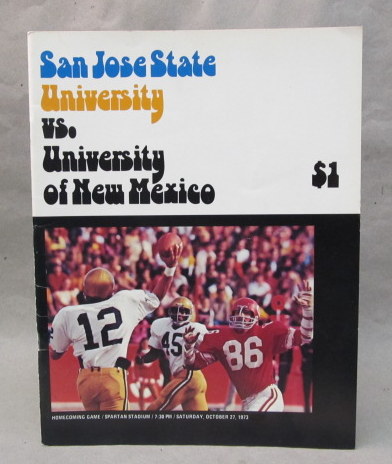 San Jose State
University
vs.
University
of New Mexico
$1
12
45
86
HOMECOMING GAME / SPARTAN STADIUM / 7:30 PM / SATURDAY, OCTOBER 27, 1973